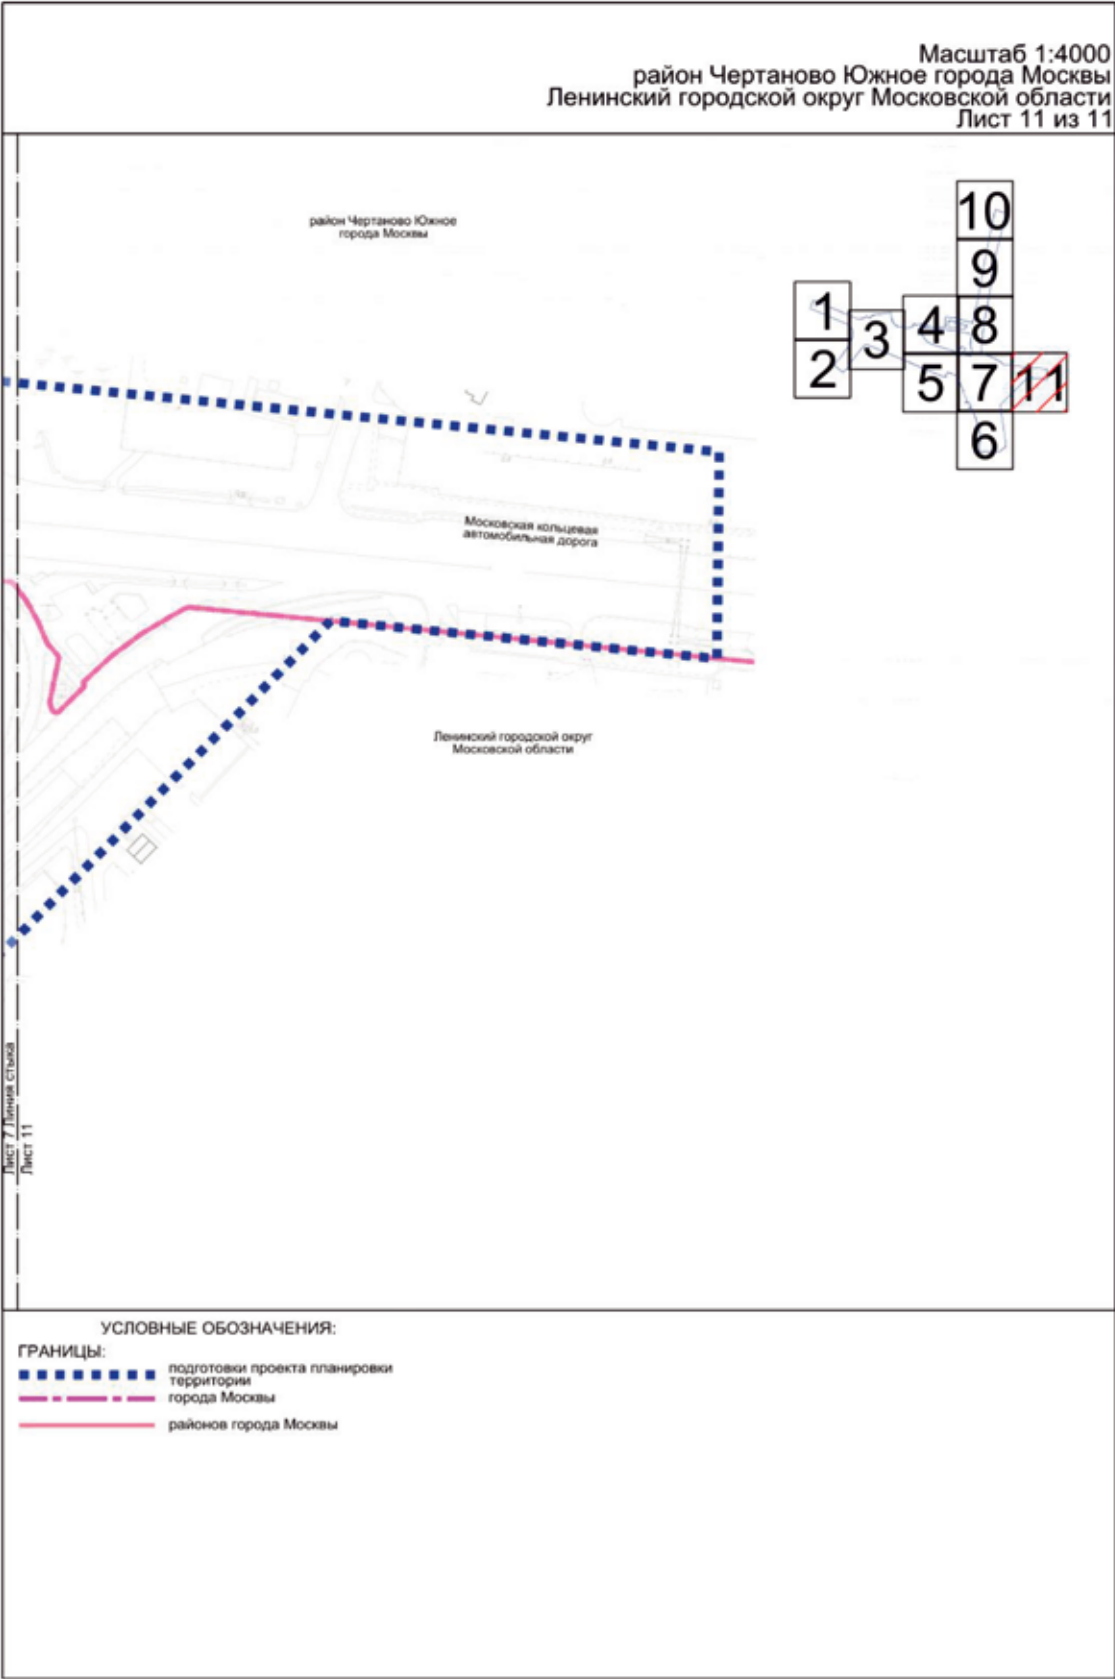 Масштаб 1:4000
район Чертаново Южное города Москвы
Ленинский городской округ Московской области
Лист 11 из 11
район Чертаново Южное
города Москвы
10
9
1
3
4
8
2
5
7
11
6
Московская кольцевая
автомобильная дорога
Ленинский городской округ
Московской области
Лист 7 Линия стыка
Лист 11
УСЛОВНЫЕ ОБОЗНАЧЕНИЯ:
ГРАНИЦЫ:
подготовки проекта планировки
территории
города Москвы
районов города Москвы